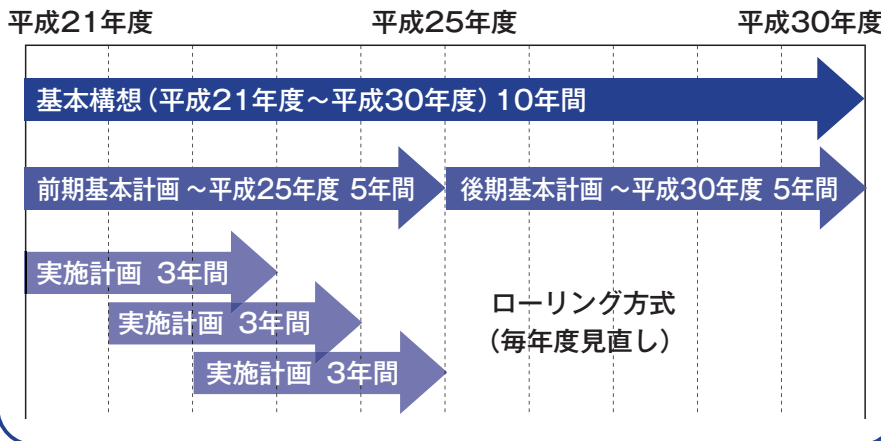 平成21年度 平成25年度 平成30年度
基本構想（平成21年度～平成30年度）10年間
前期基本計画 ～平成25年度 5年間 後期基本計画 ～平成30年度 5年間
実施計画 3年間
実施計画 3年間
実施計画 3年間
ローリング方式
（毎年度見直し）